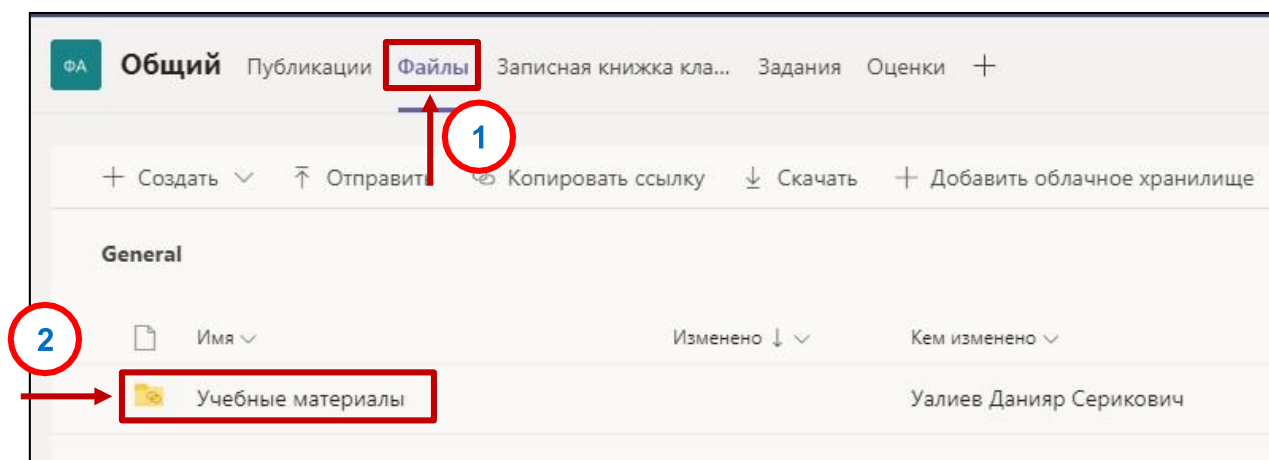 ФА Общий Публикации Файлы Записная книжка кла... Задания Оценки +
1
+ Создать Отправить Копировать ссылку Скачать + Добавить облачное хранилище
General
2 Имя Изменено ↓ Кем изменено
Учебные материалы Уалиев Данияр Серикович